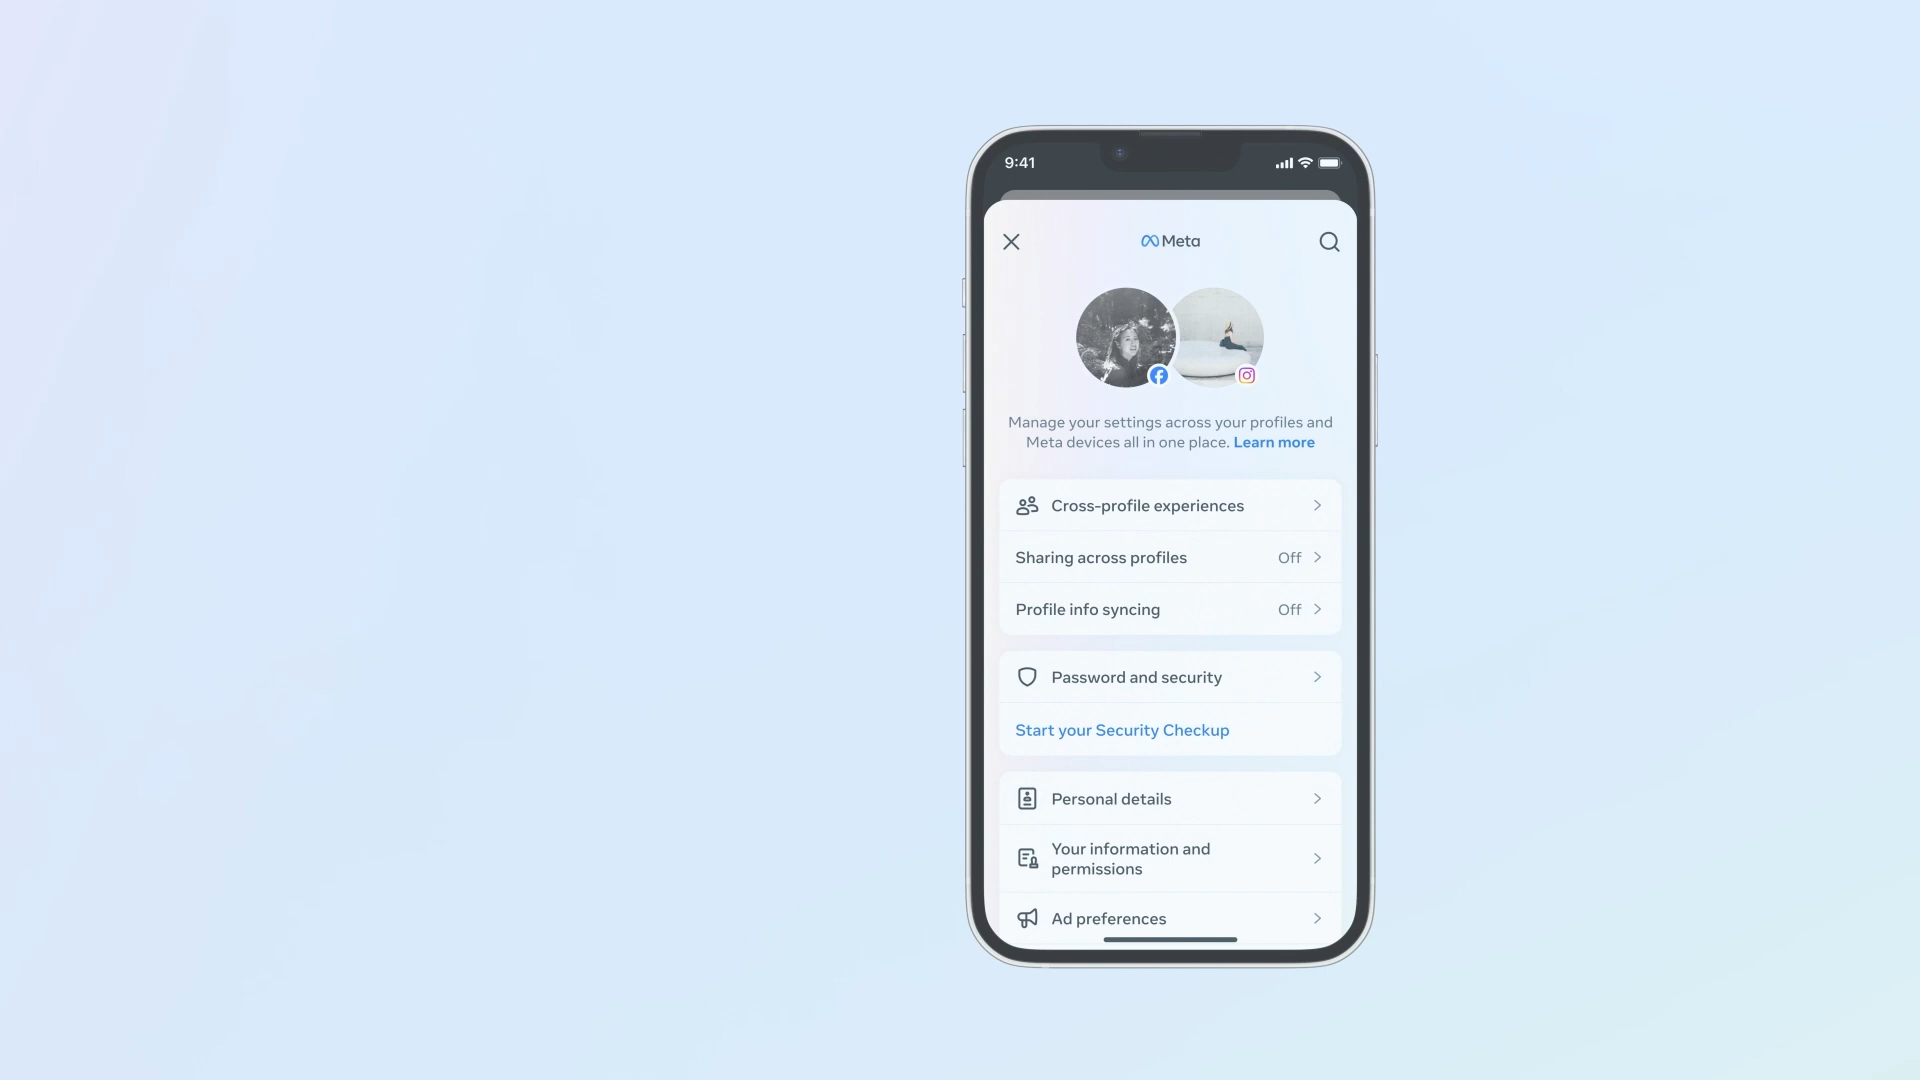 9:41
Meta
Manage your settings across your profiles and
Meta devices all in one place. Learn more
Cross-profile experiences
Sharing across profiles Off
Profile info syncing Off
Password and security
Start your Security Checkup
Personal details
Your information and
permissions
Ad preferences